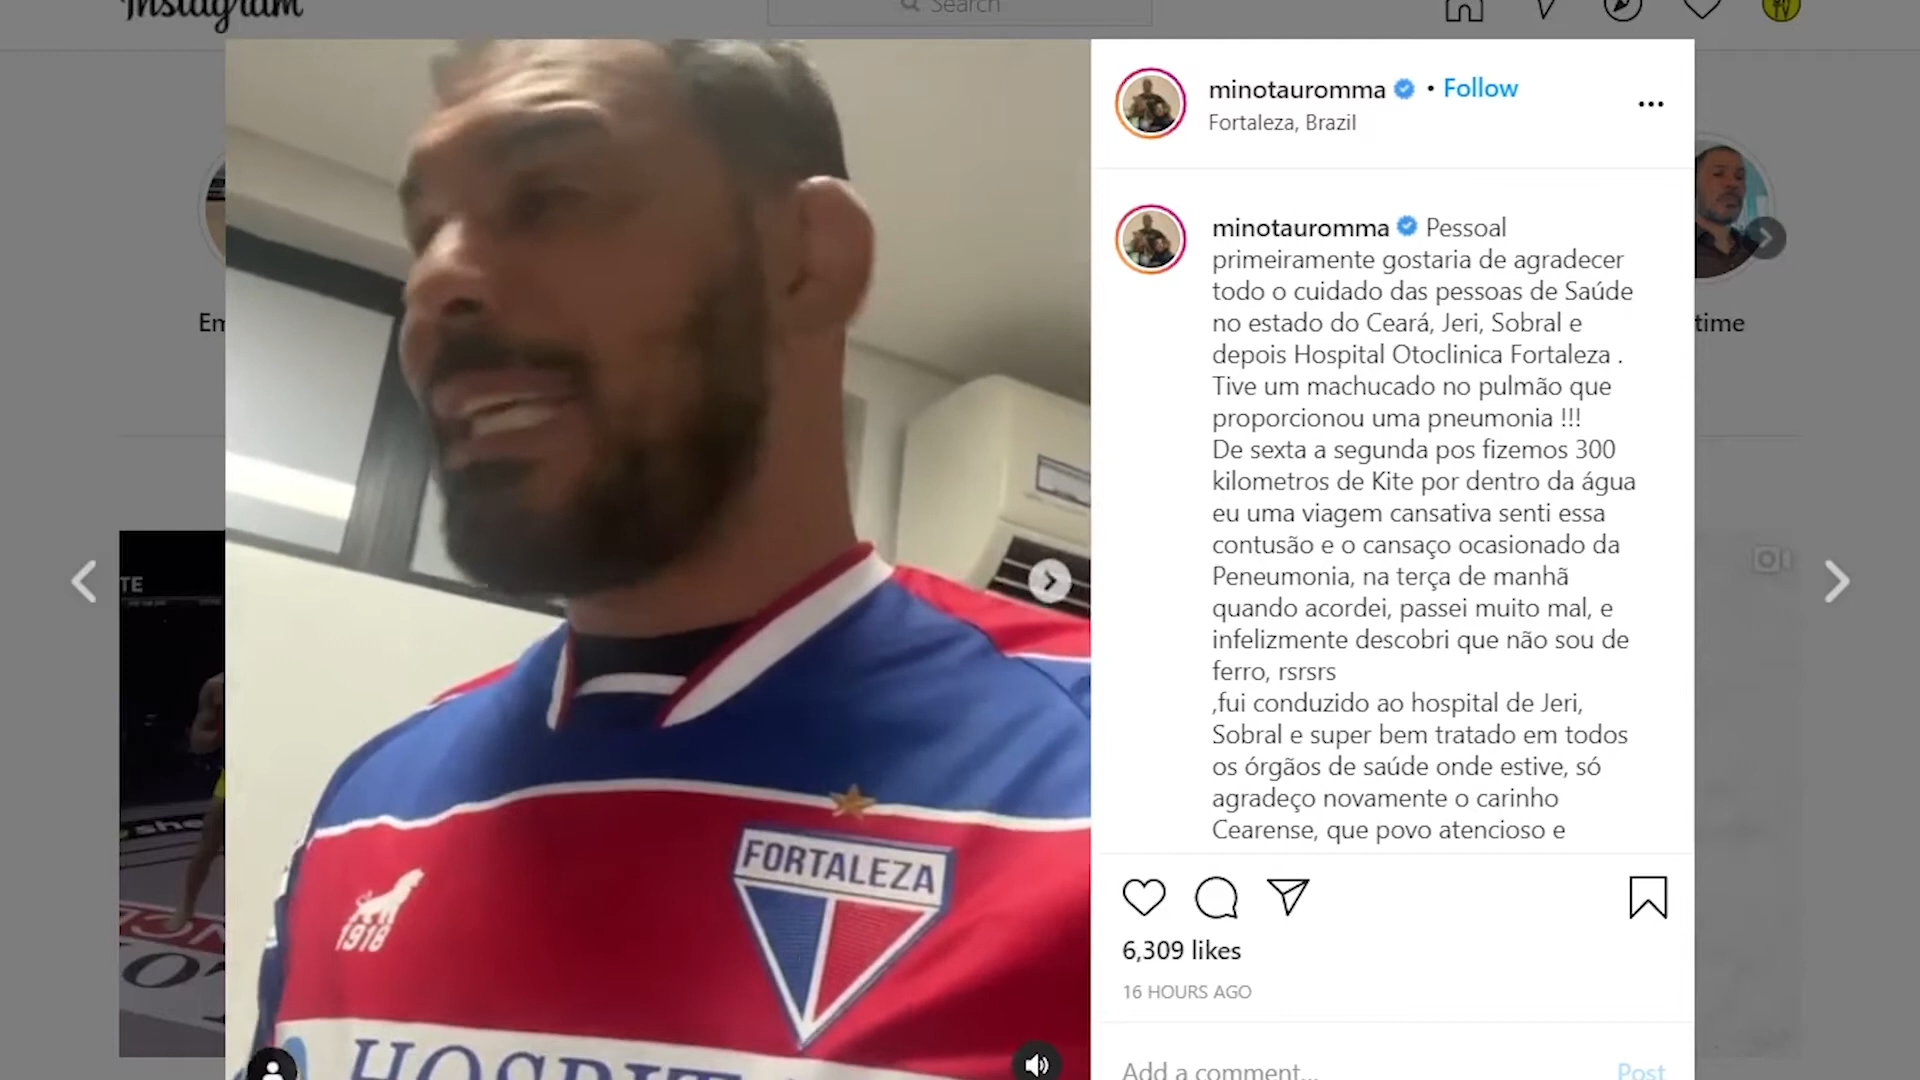 Instagram
Search
minotauromma • Follow
Fortaleza, Brazil
minotauromma Pessoal
primeiramente gostaria de agradecer
todo o cuidado das pessoas de Saúde
no estado do Ceará, Jeri, Sobral e
depois Hospital Otoclinica Fortaleza .
Tive um machucado no pulmão que
proporcionou uma pneumonia !!!
De sexta a segunda pos fizemos 300
kilometros de Kite por dentro da água
eu uma viagem cansativa senti essa
contusão e o cansaço ocasionado da
Peneumonia, na terça de manhã
quando acordei, passei muito mal, e
infelizmente descobri que não sou de
ferro, rsrsrs
,fui conduzido ao hospital de Jeri,
Sobral e super bem tratado em todos
os órgãos de saúde onde estive, só
agradeço novamente o carinho
Cearense, que povo atencioso e
6,309 likes
16 HOURS AGO
Add a comment...
Post
FORTALEZA
1918
HOSPIT
Em
time
TE